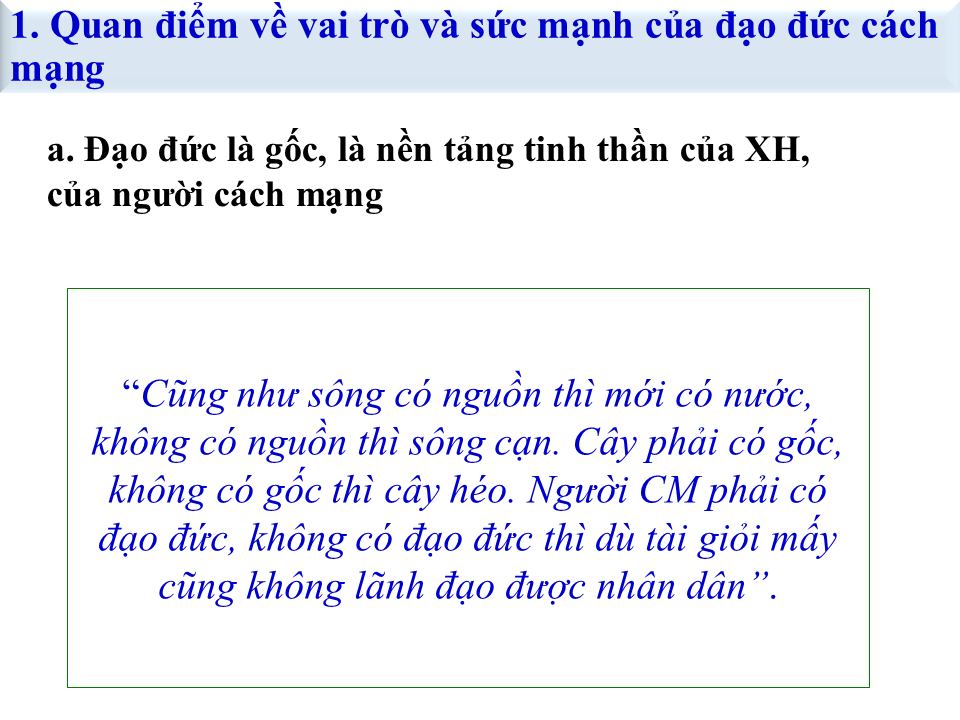 1. Quan điểm về vai trò và sức mạnh của đạo đức cách
mạng
a. Đạo đức là gốc, là nền tảng tinh thần của XH,
của người cách mạng
“Cũng như sông có nguồn thì mới có nước,
không có nguồn thì sông cạn. Cây phải có gốc,
không có gốc thì cây héo. Người CM phải có
đạo đức, không có đạo đức thì dù tài giỏi mấy
cũng không lãnh đạo được nhân dân”.